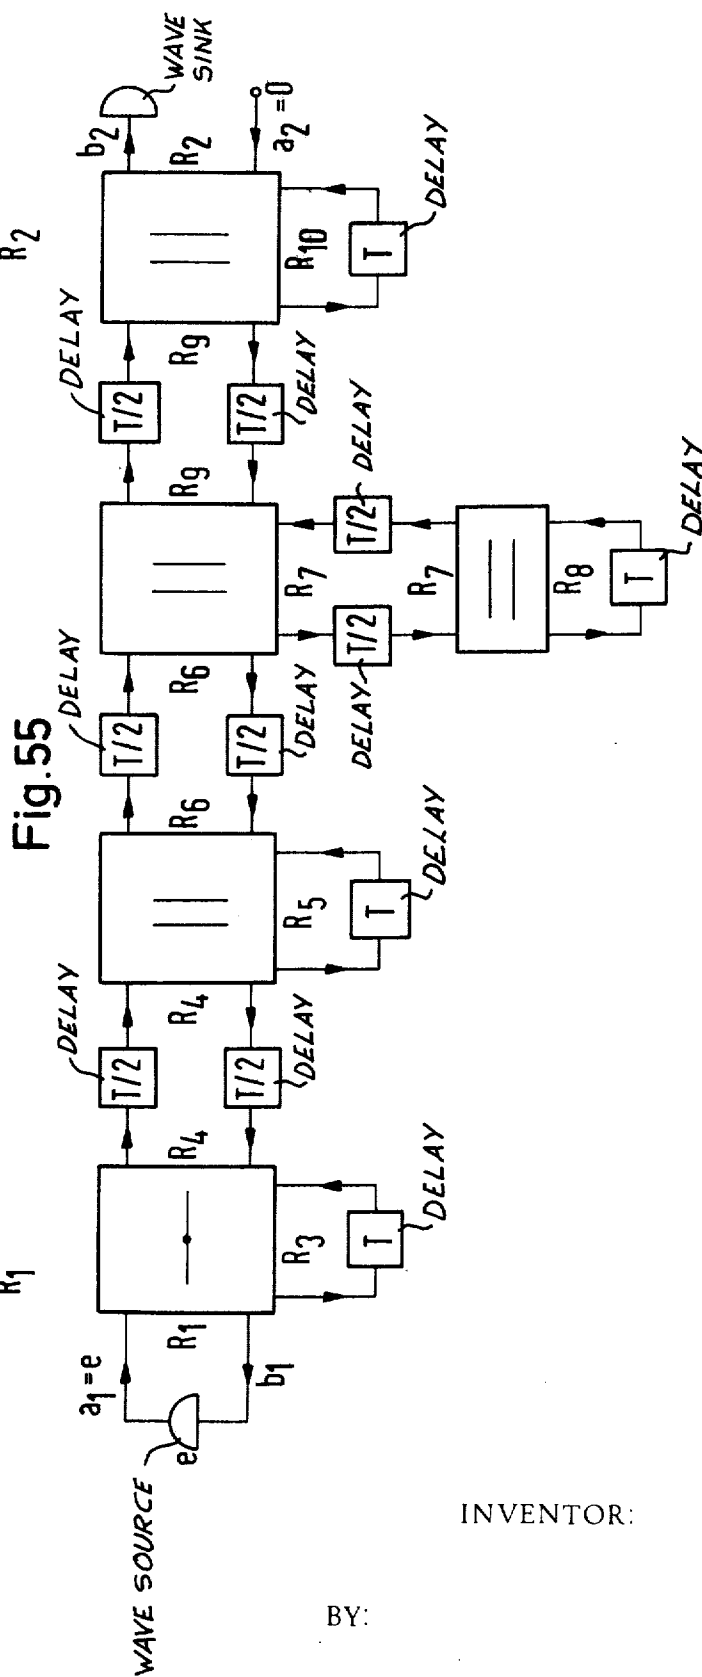 Fig.55
R₁
R₂
WAVE SOURCE
e
a₁=e
b₁
R₁
R₃
R₄
T
DELAY
DELAY
T/2
T/2
DELAY
R₄
R₅
R₆
T
DELAY
DELAY
T/2
T/2
DELAY
R₆
R₇
R₉
T/2
DELAY
T/2
DELAY
R₇
R₈
T
DELAY
DELAY
T/2
T/2
DELAY
R₉
R₁₀
R₂
T
DELAY
b₂
WAVE
SINK
a₂=0
INVENTOR:
BY: